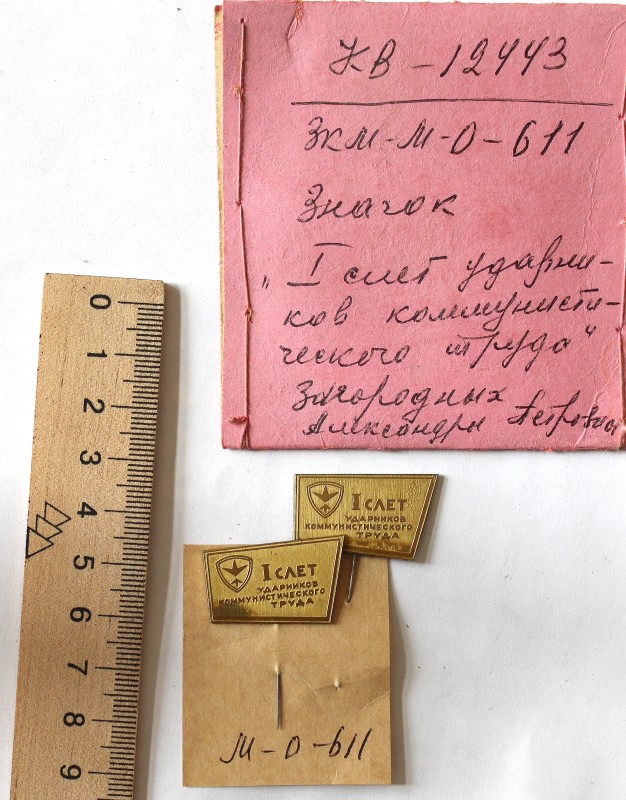 КВ-12443
ЗКМ-М-О-611
Значок
„I слет ударни-
ков коммунисти-
ческого труда"
Загородных
Александры Петровны
I СЛЕТ
УДАРНИКОВ
КОММУНИСТИЧЕСКОГО
ТРУДА
I СЛЕТ
УДАРНИКОВ
КОММУНИСТИЧЕСКОГО
ТРУДА
М-О-611
0
1
2
3
4
5
6
7
8
9